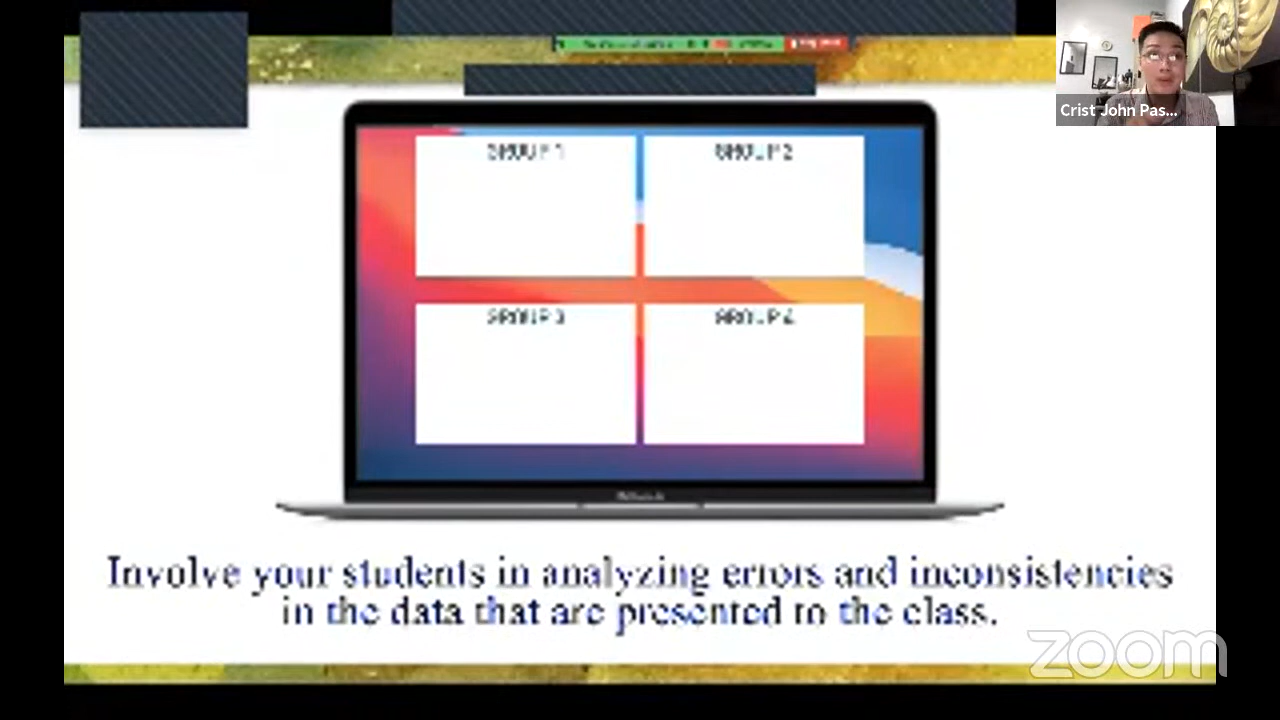 Crist John Pas...
GROUP 1
GROUP 2
GROUP 3
GROUP 4
Involve your students in analyzing errors and inconsistencies
in the data that are presented to the class.
zoom